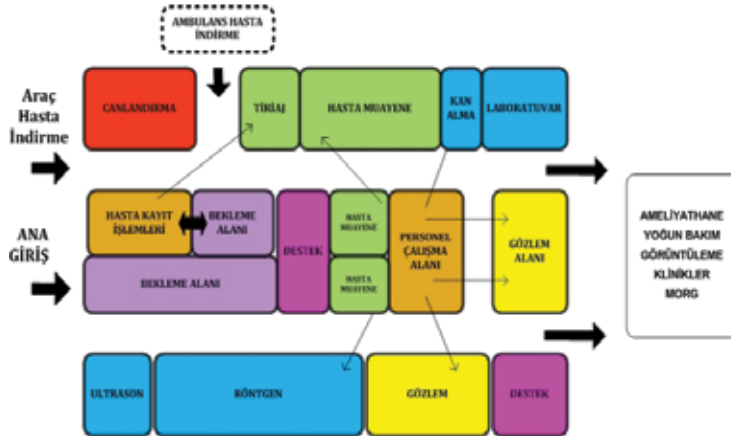 AMBULANS HASTA
İNDİRME
Araç
Hasta
İndirme
CANLANDIRMA
TİRİAJ
HASTA MUAYENE
KAN
ALMA
LABORATUVAR
ANA
GİRİŞ
HASTA KAYIT
İŞLEMLERİ
BEKLEME
ALANI
BEKLEME ALANI
DESTEK
HASTA
MUAYENE
HASTA
MUAYENE
PERSONEL
ÇALIŞMA
ALANI
GÖZLEM
ALANI
AMELİYATHANE
YOĞUN BAKIM
GÖRÜNTÜLEME
KLİNİKLER
MORG
ULTRASON
RÖNTGEN
GÖZLEM
DESTEK